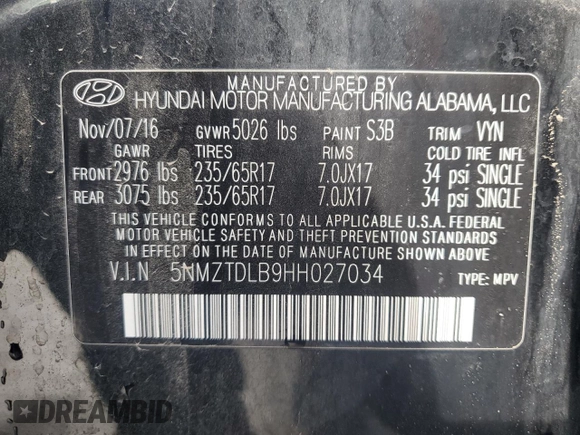 MANUFACTURED BY
HYUNDAI MOTOR MANUFACTURING ALABAMA, LLC
Nov/07/16 GVWR 5026 lbs PAINT S3B TRIM VYN
GAWR TIRES RIMS COLD TIRE INFL
FRONT 2976 lbs 235/65R17 7.0JX17 34 psi SINGLE
REAR 3075 lbs 235/65R17 7.0JX17 34 psi SINGLE
THIS VEHICLE CONFORMS TO ALL APPLICABLE U.S.A. FEDERAL
MOTOR VEHICLE SAFETY AND THEFT PREVENTION STANDARDS
IN EFFECT ON THE DATE OF MANUFACTURE SHOWN ABOVE.
V.I.N 5NMZTDLB9HH027034 TYPE: MPV
DREAMBID